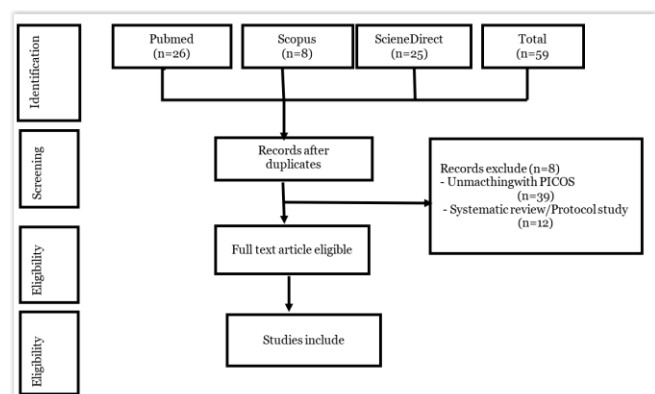 Identification
Pubmed
(n=26)
Scopus
(n=8)
ScieneDirect
(n=25)
Total
(n=59
Screening
Records after
duplicates
Records exclude (n=8)
- Unmacthingwith PICOS
(n=39)
- Systematic review/Protocol study
(n=12)
Eligibility
Full text article eligible
Eligibility
Studies include